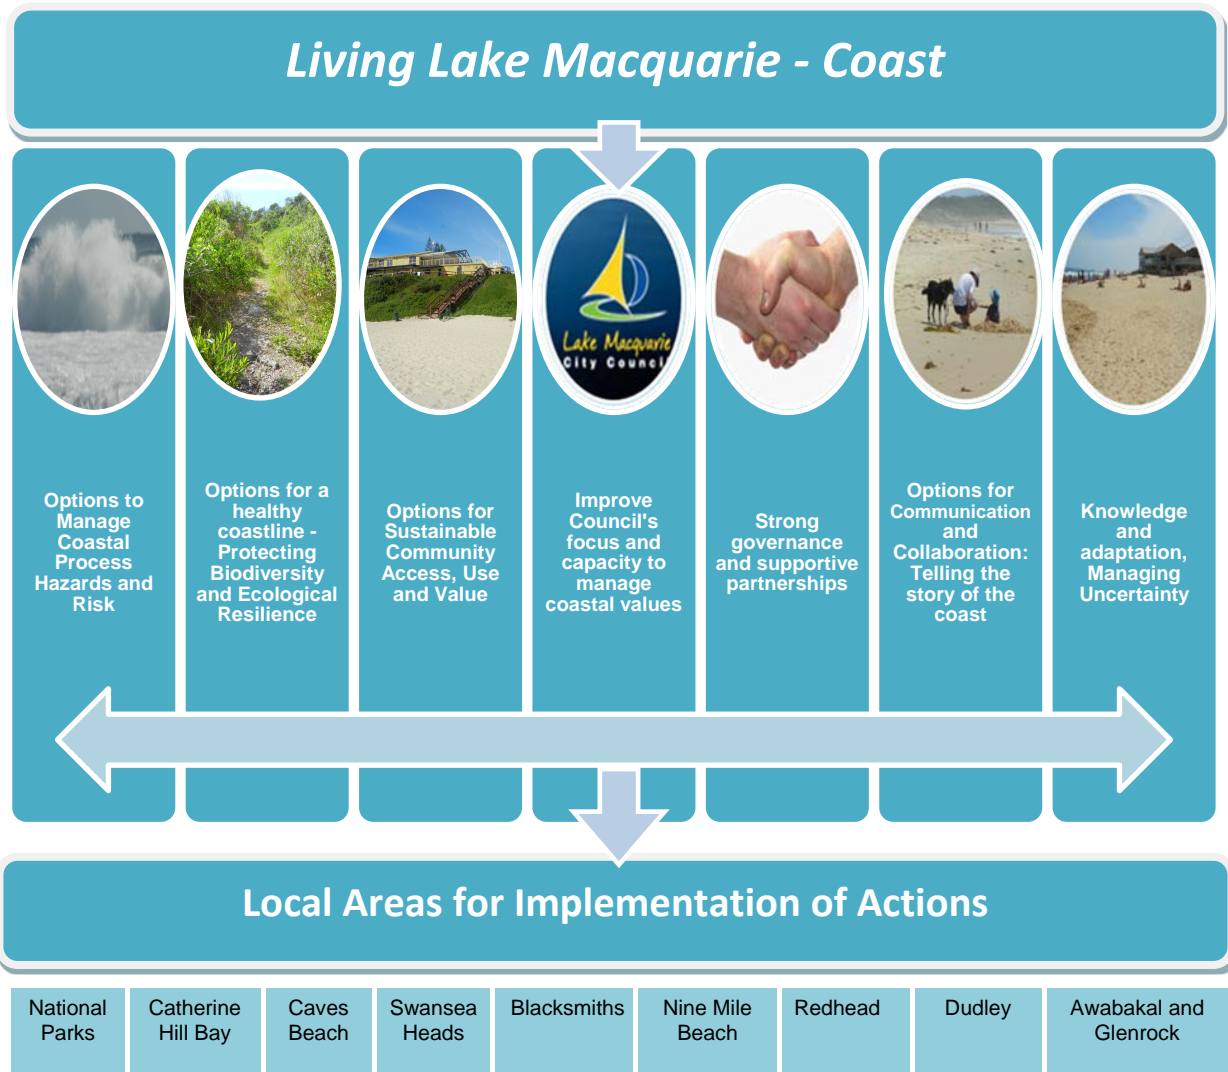 Living Lake Macquarie - Coast
Lake Macquarie
City Council
Options to
Manage
Coastal
Process
Hazards and
Risk
Options for a
healthy
coastline -
Protecting
Biodiversity
and Ecological
Resilience
Options for
Sustainable
Community
Access, Use
and Value
Improve
Council's
focus and
capacity to
manage
coastal values
Strong
governance
and supportive
partnerships
Options for
Communication
and
Collaboration:
Telling the
story of the
coast
Knowledge
and
adaptation,
Managing
Uncertainty
Local Areas for Implementation of Actions
National
Parks
Catherine
Hill Bay
Caves
Beach
Swansea
Heads
Blacksmiths
Nine Mile
Beach
Redhead
Dudley
Awabakal and
Glenrock